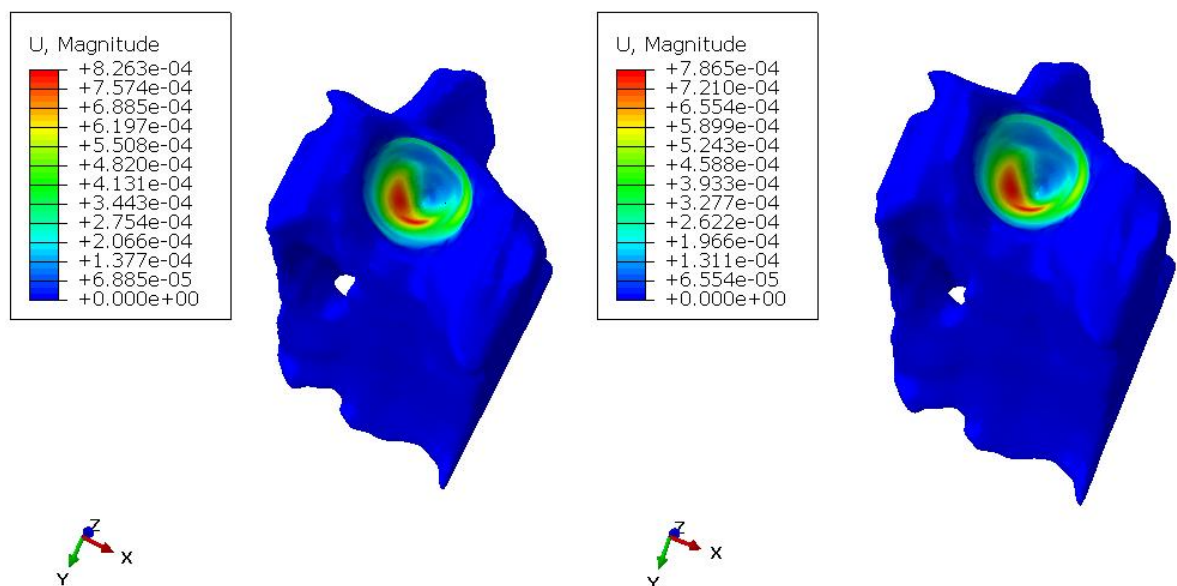 U, Magnitude
+8.263e-04
+7.574e-04
+6.885e-04
+6.197e-04
+5.508e-04
+4.820e-04
+4.131e-04
+3.443e-04
+2.754e-04
+2.066e-04
+1.377e-04
+6.885e-05
+0.000e+00
Z
X
Y
U, Magnitude
+7.865e-04
+7.210e-04
+6.554e-04
+5.899e-04
+5.243e-04
+4.588e-04
+3.933e-04
+3.277e-04
+2.622e-04
+1.966e-04
+1.311e-04
+6.554e-05
+0.000e+00
Z
X
Y